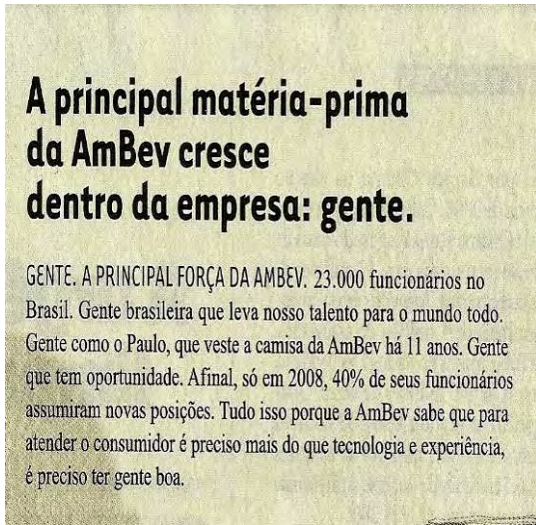 A principal matéria-prima
da AmBev cresce
dentro da empresa: gente.
GENTE. A PRINCIPAL FORÇA DA AMBEV. 23.000 funcionários no
Brasil. Gente brasileira que leva nosso talento para o mundo todo.
Gente como o Paulo, que veste a camisa da AmBev há 11 anos. Gente
que tem oportunidade. Afinal, só em 2008, 40% de seus funcionários
assumiram novas posições. Tudo isso porque a AmBev sabe que para
atender o consumidor é preciso mais do que tecnologia e experiência,
é preciso ter gente boa.